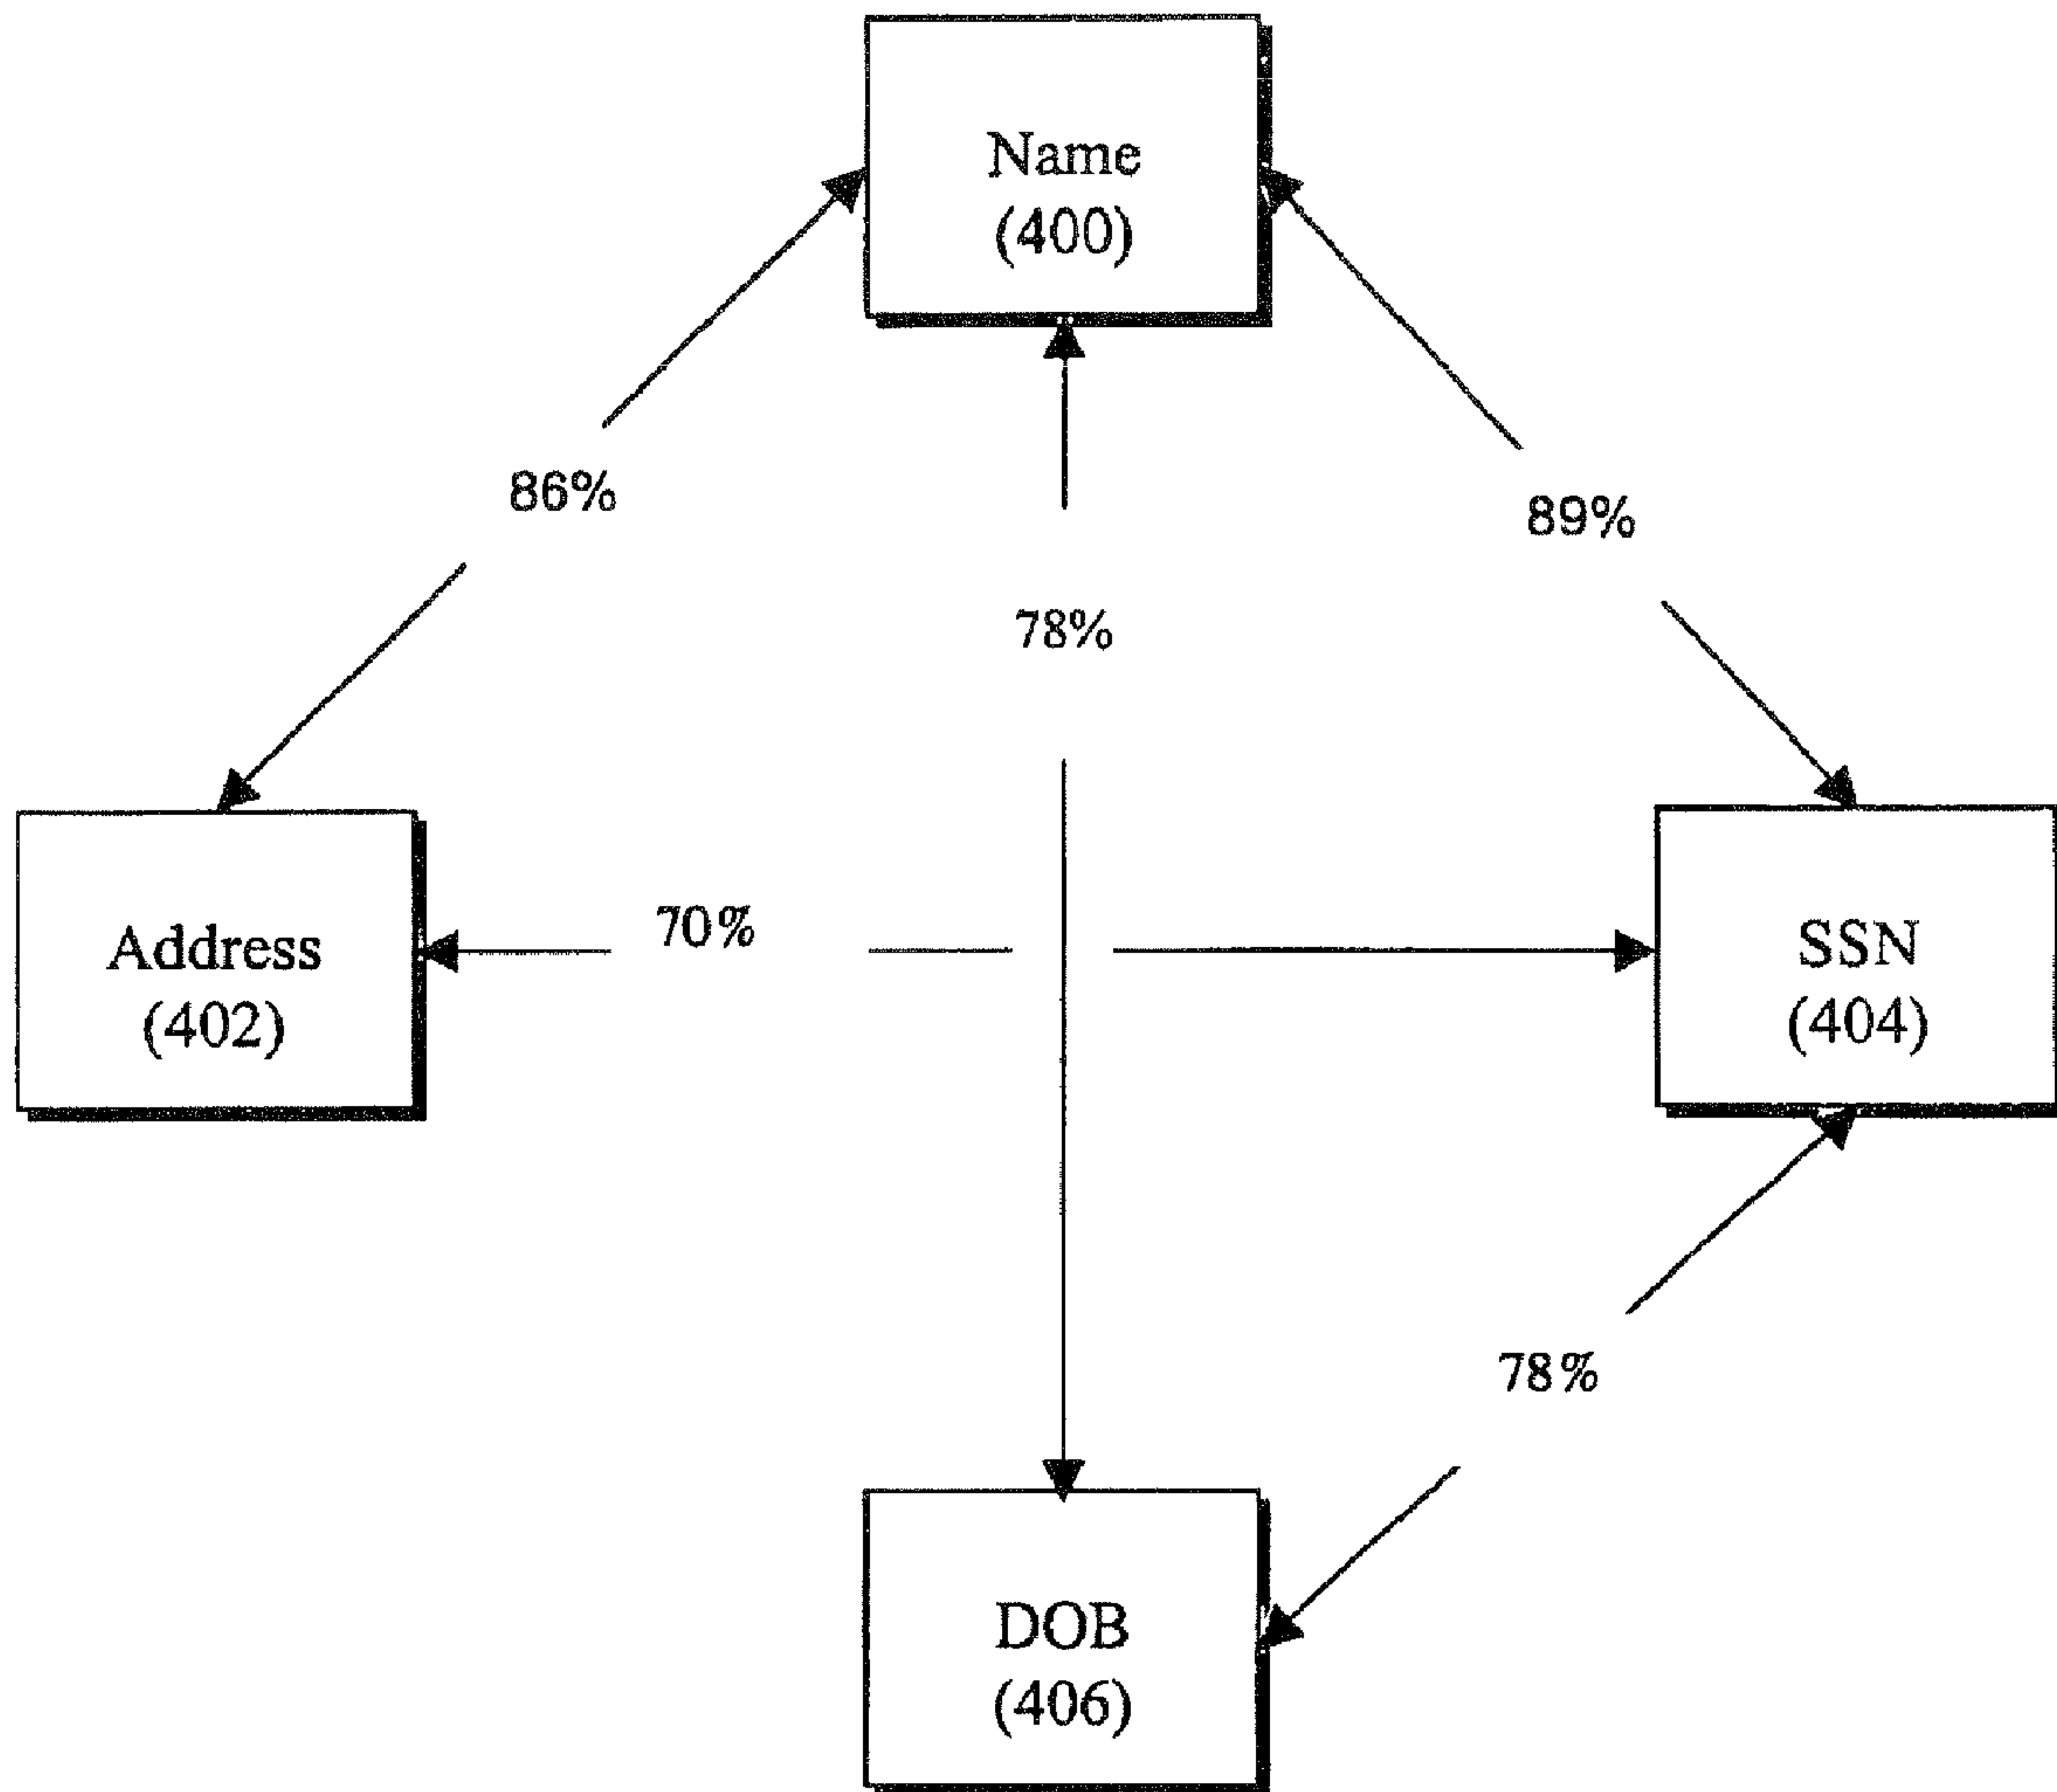 Name
(400)
86%
89%
78%
70%
Address
(402)
SSN
(404)
78%
DOB
(406)